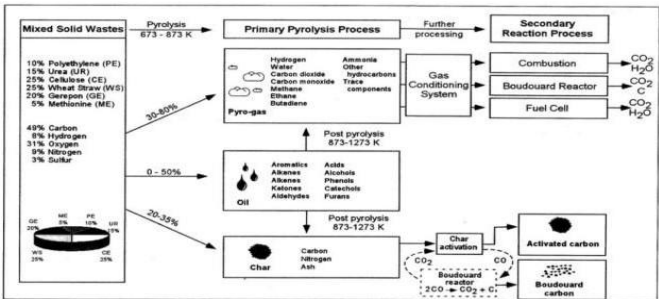 Mixed Solid Wastes
Pyrolysis
673 - 873 K
Primary Pyrolysis Process
Further
processing
Secondary
Reaction Process
10% Polyethylene (PE)
15% Urea (UR)
25% Cellulose (CE)
25% Wheat Straw (WS)
20% Gerepon (GE)
5% Methionine (ME)
49% Carbon
8% Hydrogen
31% Oxygen
9% Nitrogen
3% Sulfur
GE
20%
ME
5%
PE
10%
UR
15%
WS
25%
CE
25%
30-80%
0 - 50%
20-35%
Pyro-gas
Hydrogen
Water
Carbon dioxide
Carbon monoxide
Methane
Ethane
Butadiene
Ammonia
Other
hydrocarbons
Trace
components
Gas
Conditioning
System
Combustion
CO2
H2O
Boudouard Reactor
CO2
C
Fuel Cell
CO2
H2O
Post pyrolysis
873-1273 K
Oil
Aromatics
Alkanes
Alkenes
Ketones
Aldehydes
Acids
Alcohols
Phenols
Catechols
Furans
Post pyrolysis
873-1273 K
Char
Carbon
Nitrogen
Ash
Char
activation
CO2
CO
Boudouard
reactor
2CO → CO2 + C
Activated carbon
Boudouard
carbon